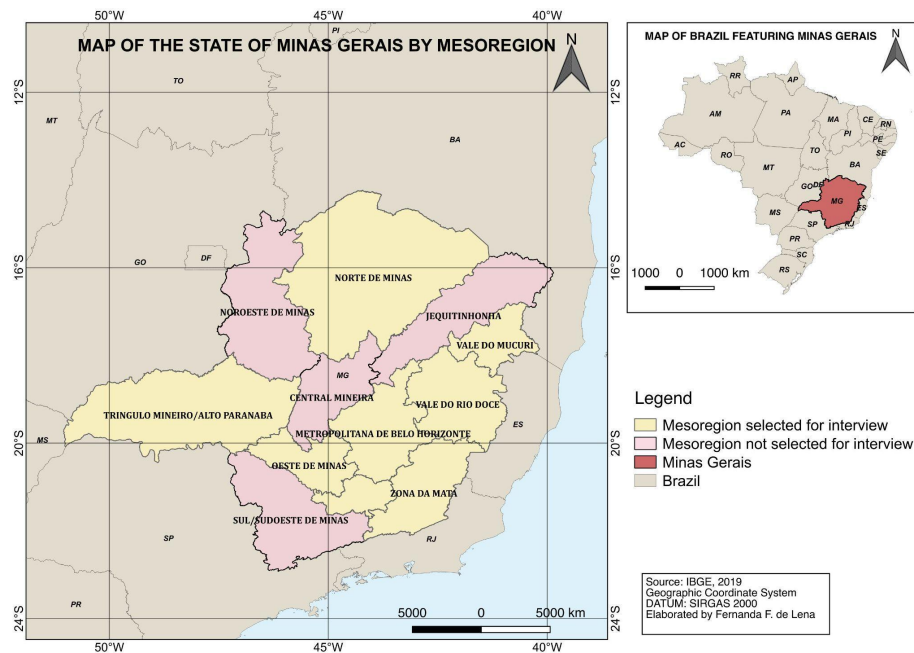 MAP OF THE STATE OF MINAS GERAIS BY MESOREGION
N
50°W
45°W
40°W
12°S
16°S
20°S
24°S
12°S
16°S
20°S
24°S
50°W
45°W
40°W
PI
TO
MT
BA
GO
DF
MG
MS
ES
SP
RJ
PR
NORTE DE MINAS
NOROESTE DE MINAS
JEQUITINHONHA
VALE DO MUCURI
CENTRAL MINEIRA
VALE DO RIO DOCE
TRINGULO MINEIRO/ALTO PARANABA
METROPOLITANA DE BELO HORIZONTE
OESTE DE MINAS
ZONA DA MATA
SUL/SUDOESTE DE MINAS
5000 0 5000 km
MAP OF BRAZIL FEATURING MINAS GERAIS
N
RR
AP
AM
PA
MA
CE
RN
PI
PE
AC
TO
SE
RO
BA
MT
GO
DF
MG
ES
MS
SP
RJ
PR
SC
RS
1000 0 1000 km
Legend
Mesoregion selected for interview
Mesoregion not selected for interview
Minas Gerais
Brazil
Source: IBGE, 2019
Geographic Coordinate System
DATUM: SIRGAS 2000
Elaborated by Fernanda F. de Lena